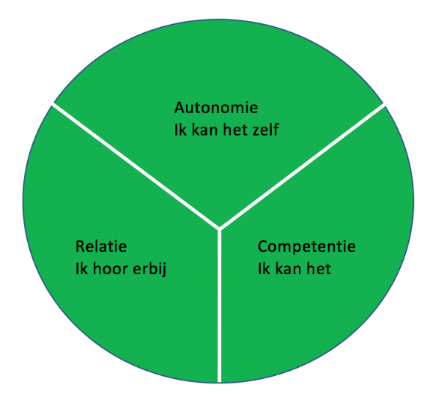 Autonomie
Ik kan het zelf
Relatie
Ik hoor erbij
Competentie
Ik kan het